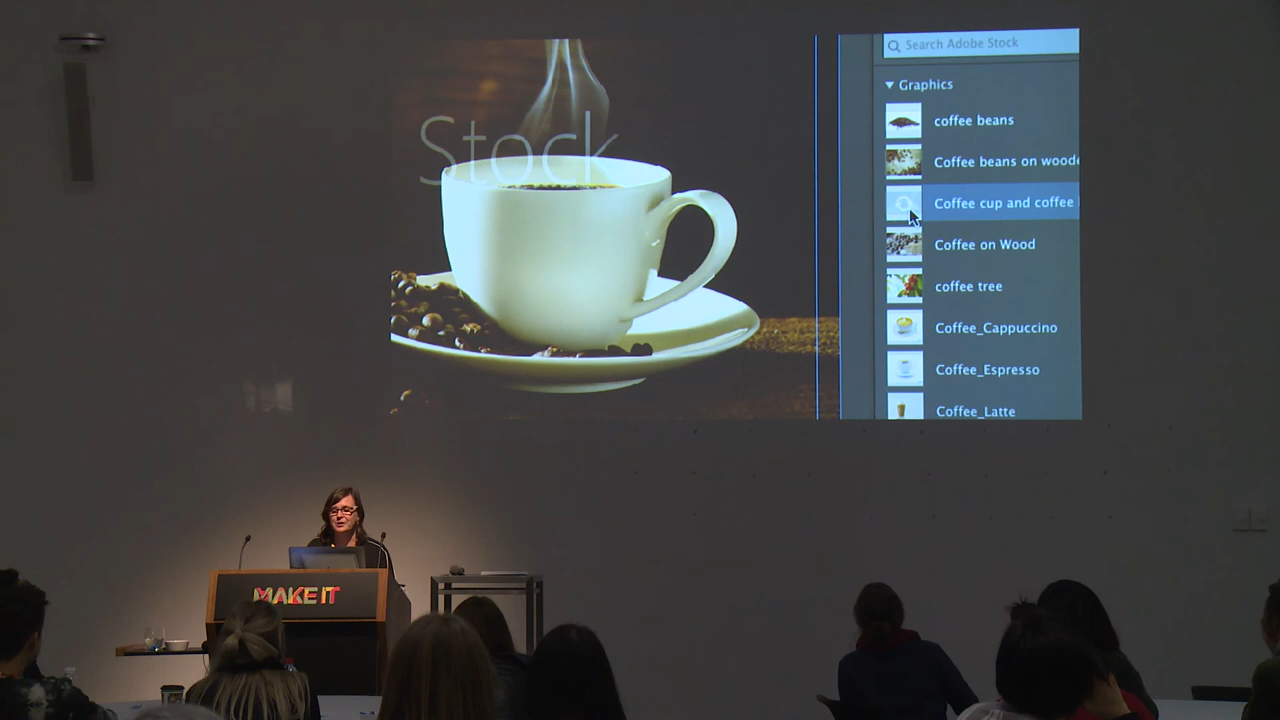 Search Adobe Stock
Graphics
coffee beans
Coffee beans on woode
Stock
Coffee cup and coffee
Coffee on Wood
coffee tree
Coffee_Cappuccino
Coffee_Espresso
Coffee_Latte
MAKE IT